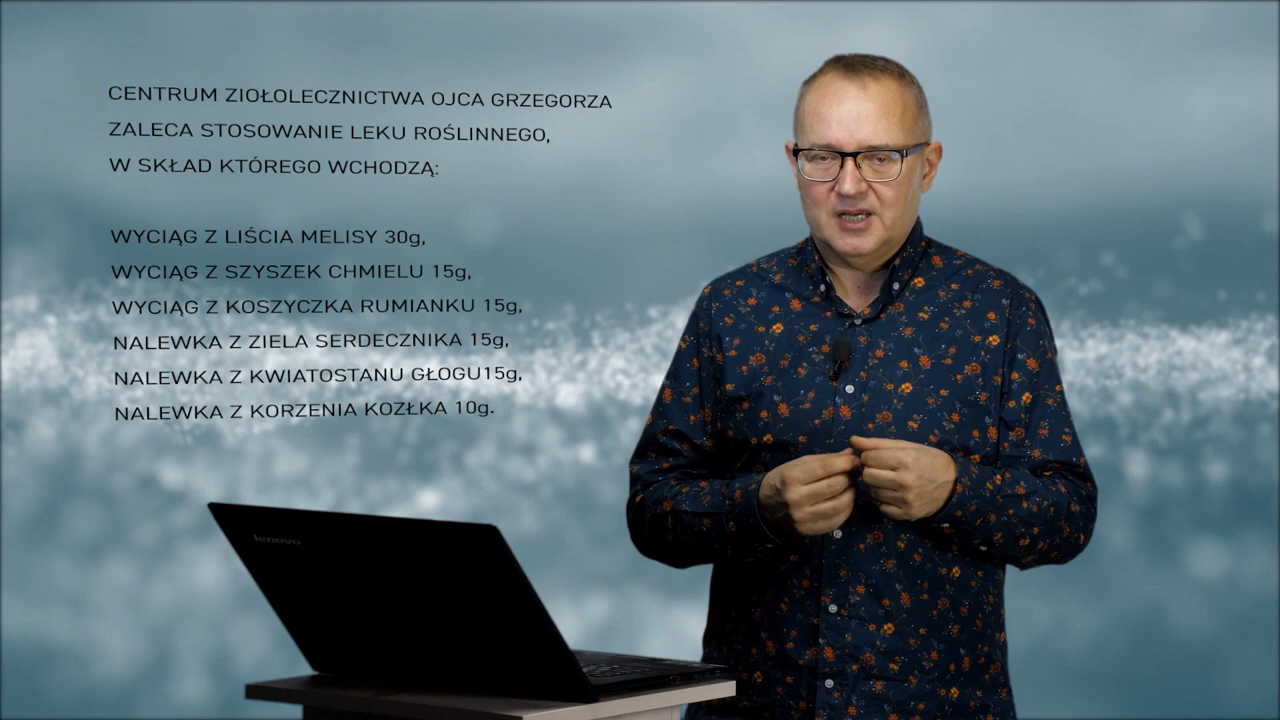 CENTRUM ZIOŁOLECZNICTWA OJCA GRZEGORZA
ZALECA STOSOWANIE LEKU ROŚLINNEGO,
W SKŁAD KTÓREGO WCHODZĄ:
WYCIĄG Z LIŚCIA MELISY 30g,
WYCIĄG Z SZYSZEK CHMIELU 15g,
WYCIĄG Z KOSZYCZKA RUMIANKU 15g,
NALEWKA Z ZIELA SERDECZNIKA 15g,
NALEWKA Z KWIATOSTANU GŁOGU15g,
NALEWKA Z KORZENIA KOZŁKA 10g.
lenovo